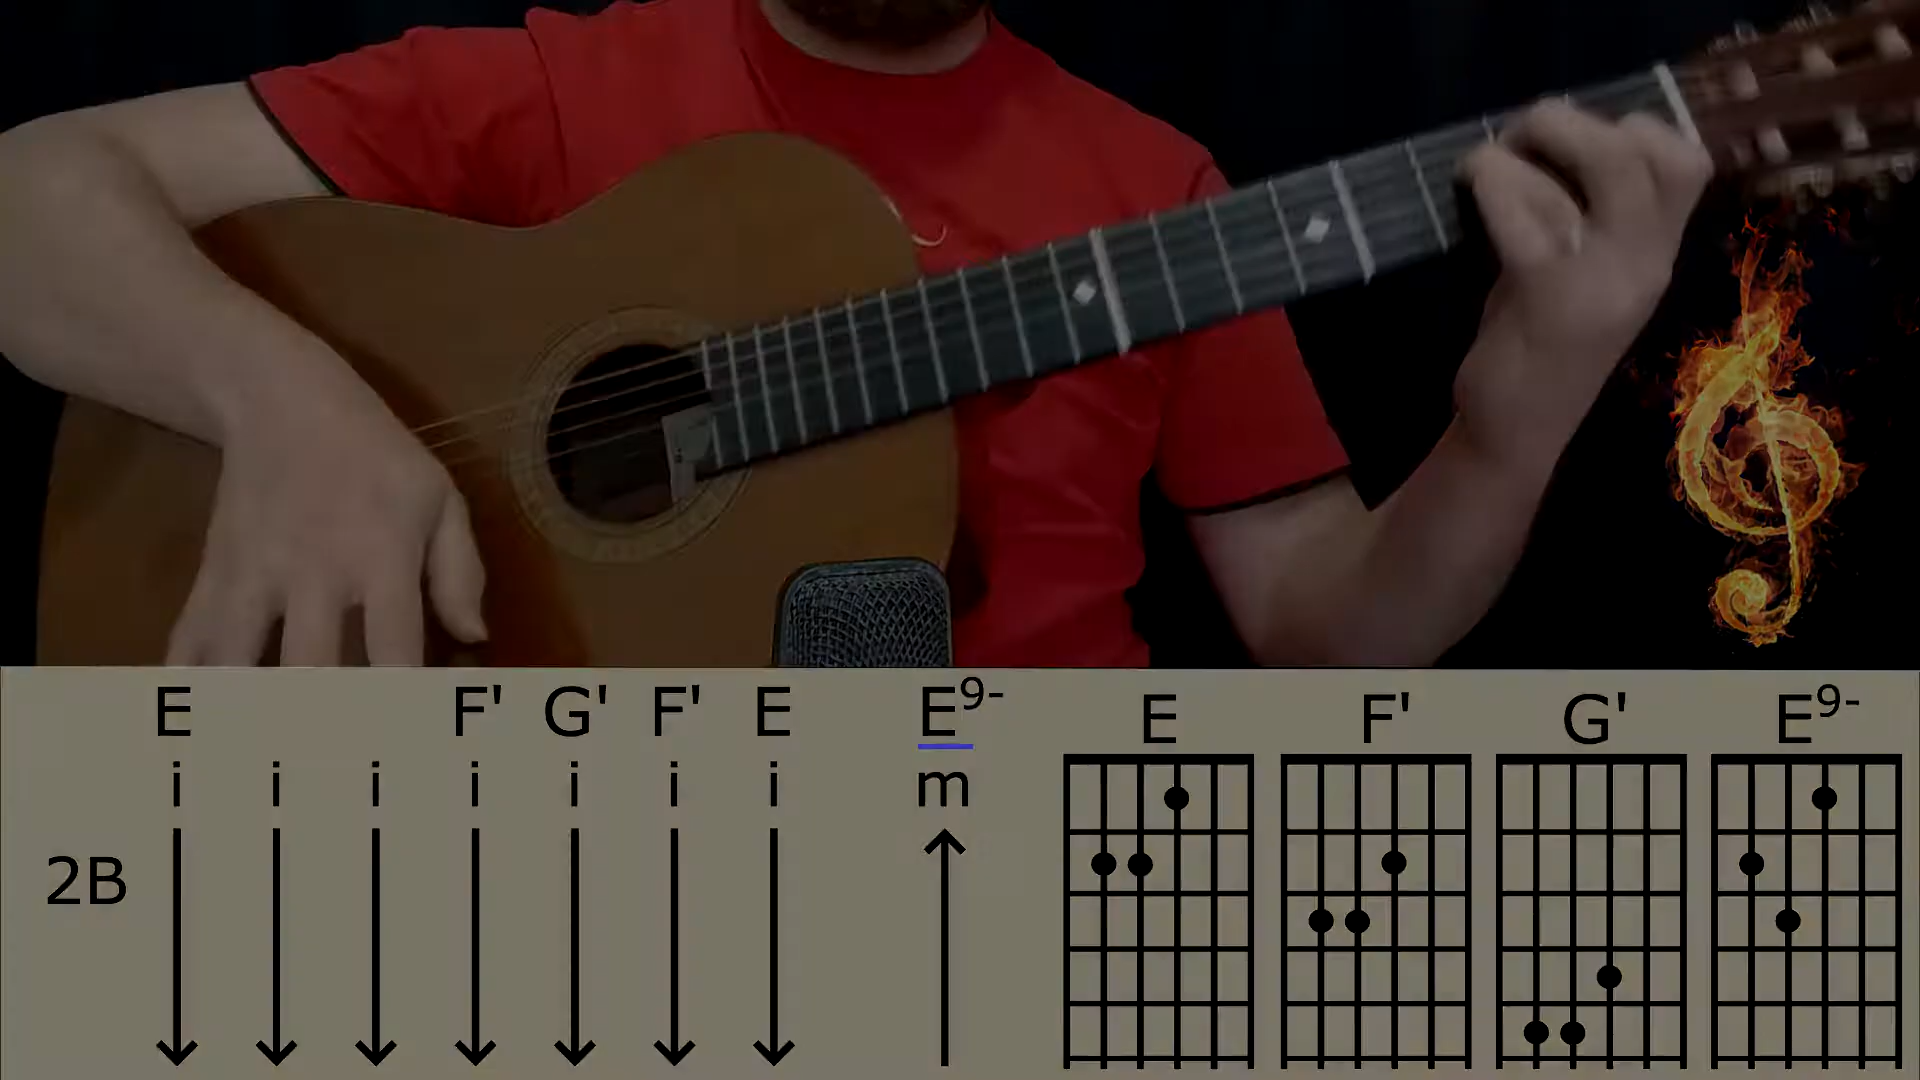 E F' G' F' E E⁹⁻
i i i i i i i m
2B
E F' G' E⁹⁻